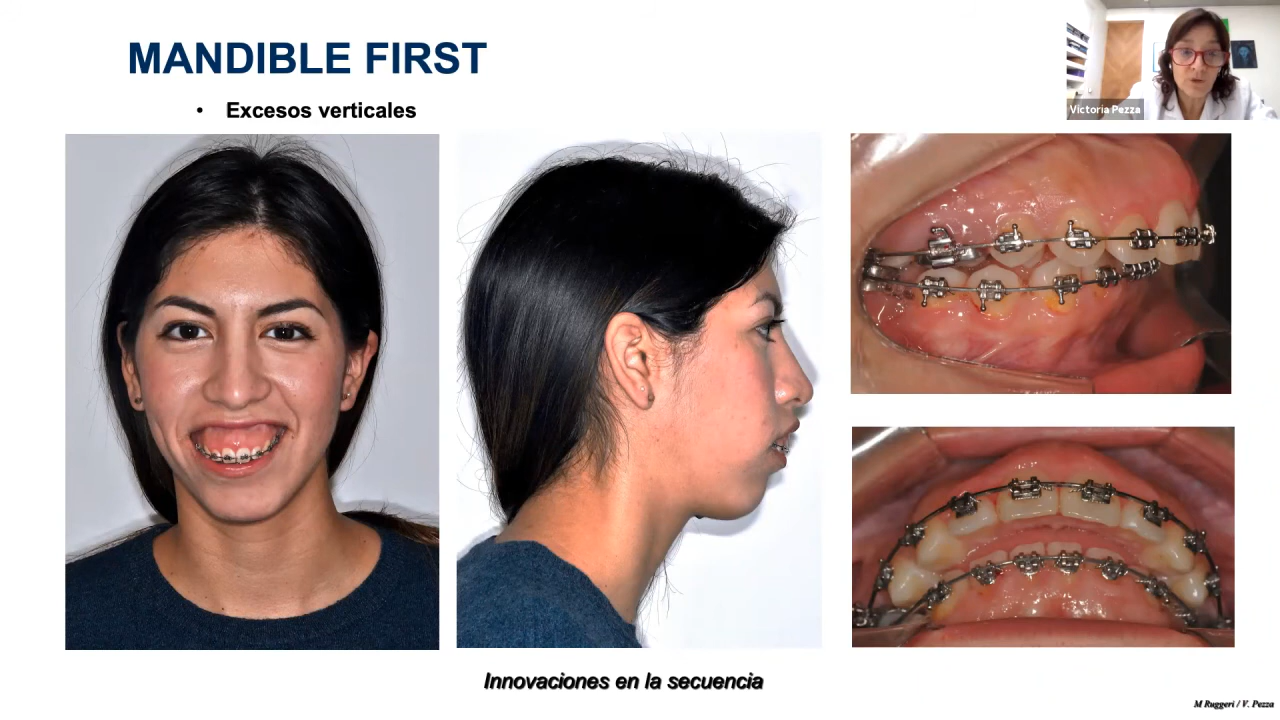 MANDIBLE FIRST
• Excesos verticales
Victoria Pezza
Innovaciones en la secuencia
M Ruggeri / V. Pezza